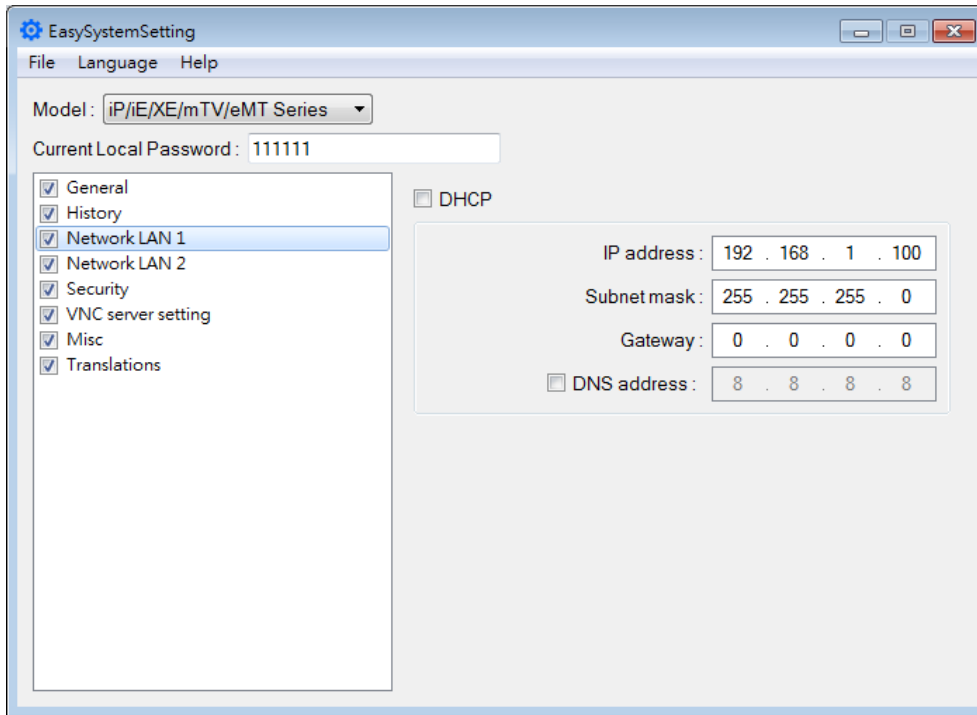 EasySystemSetting
File Language Help
Model : iP/iE/XE/mTV/eMT Series
Current Local Password : 111111
General
History
Network LAN 1
Network LAN 2
Security
VNC server setting
Misc
Translations
DHCP
IP address : 192 . 168 . 1 . 100
Subnet mask : 255 . 255 . 255 . 0
Gateway : 0 . 0 . 0 . 0
DNS address : 8 . 8 . 8 . 8